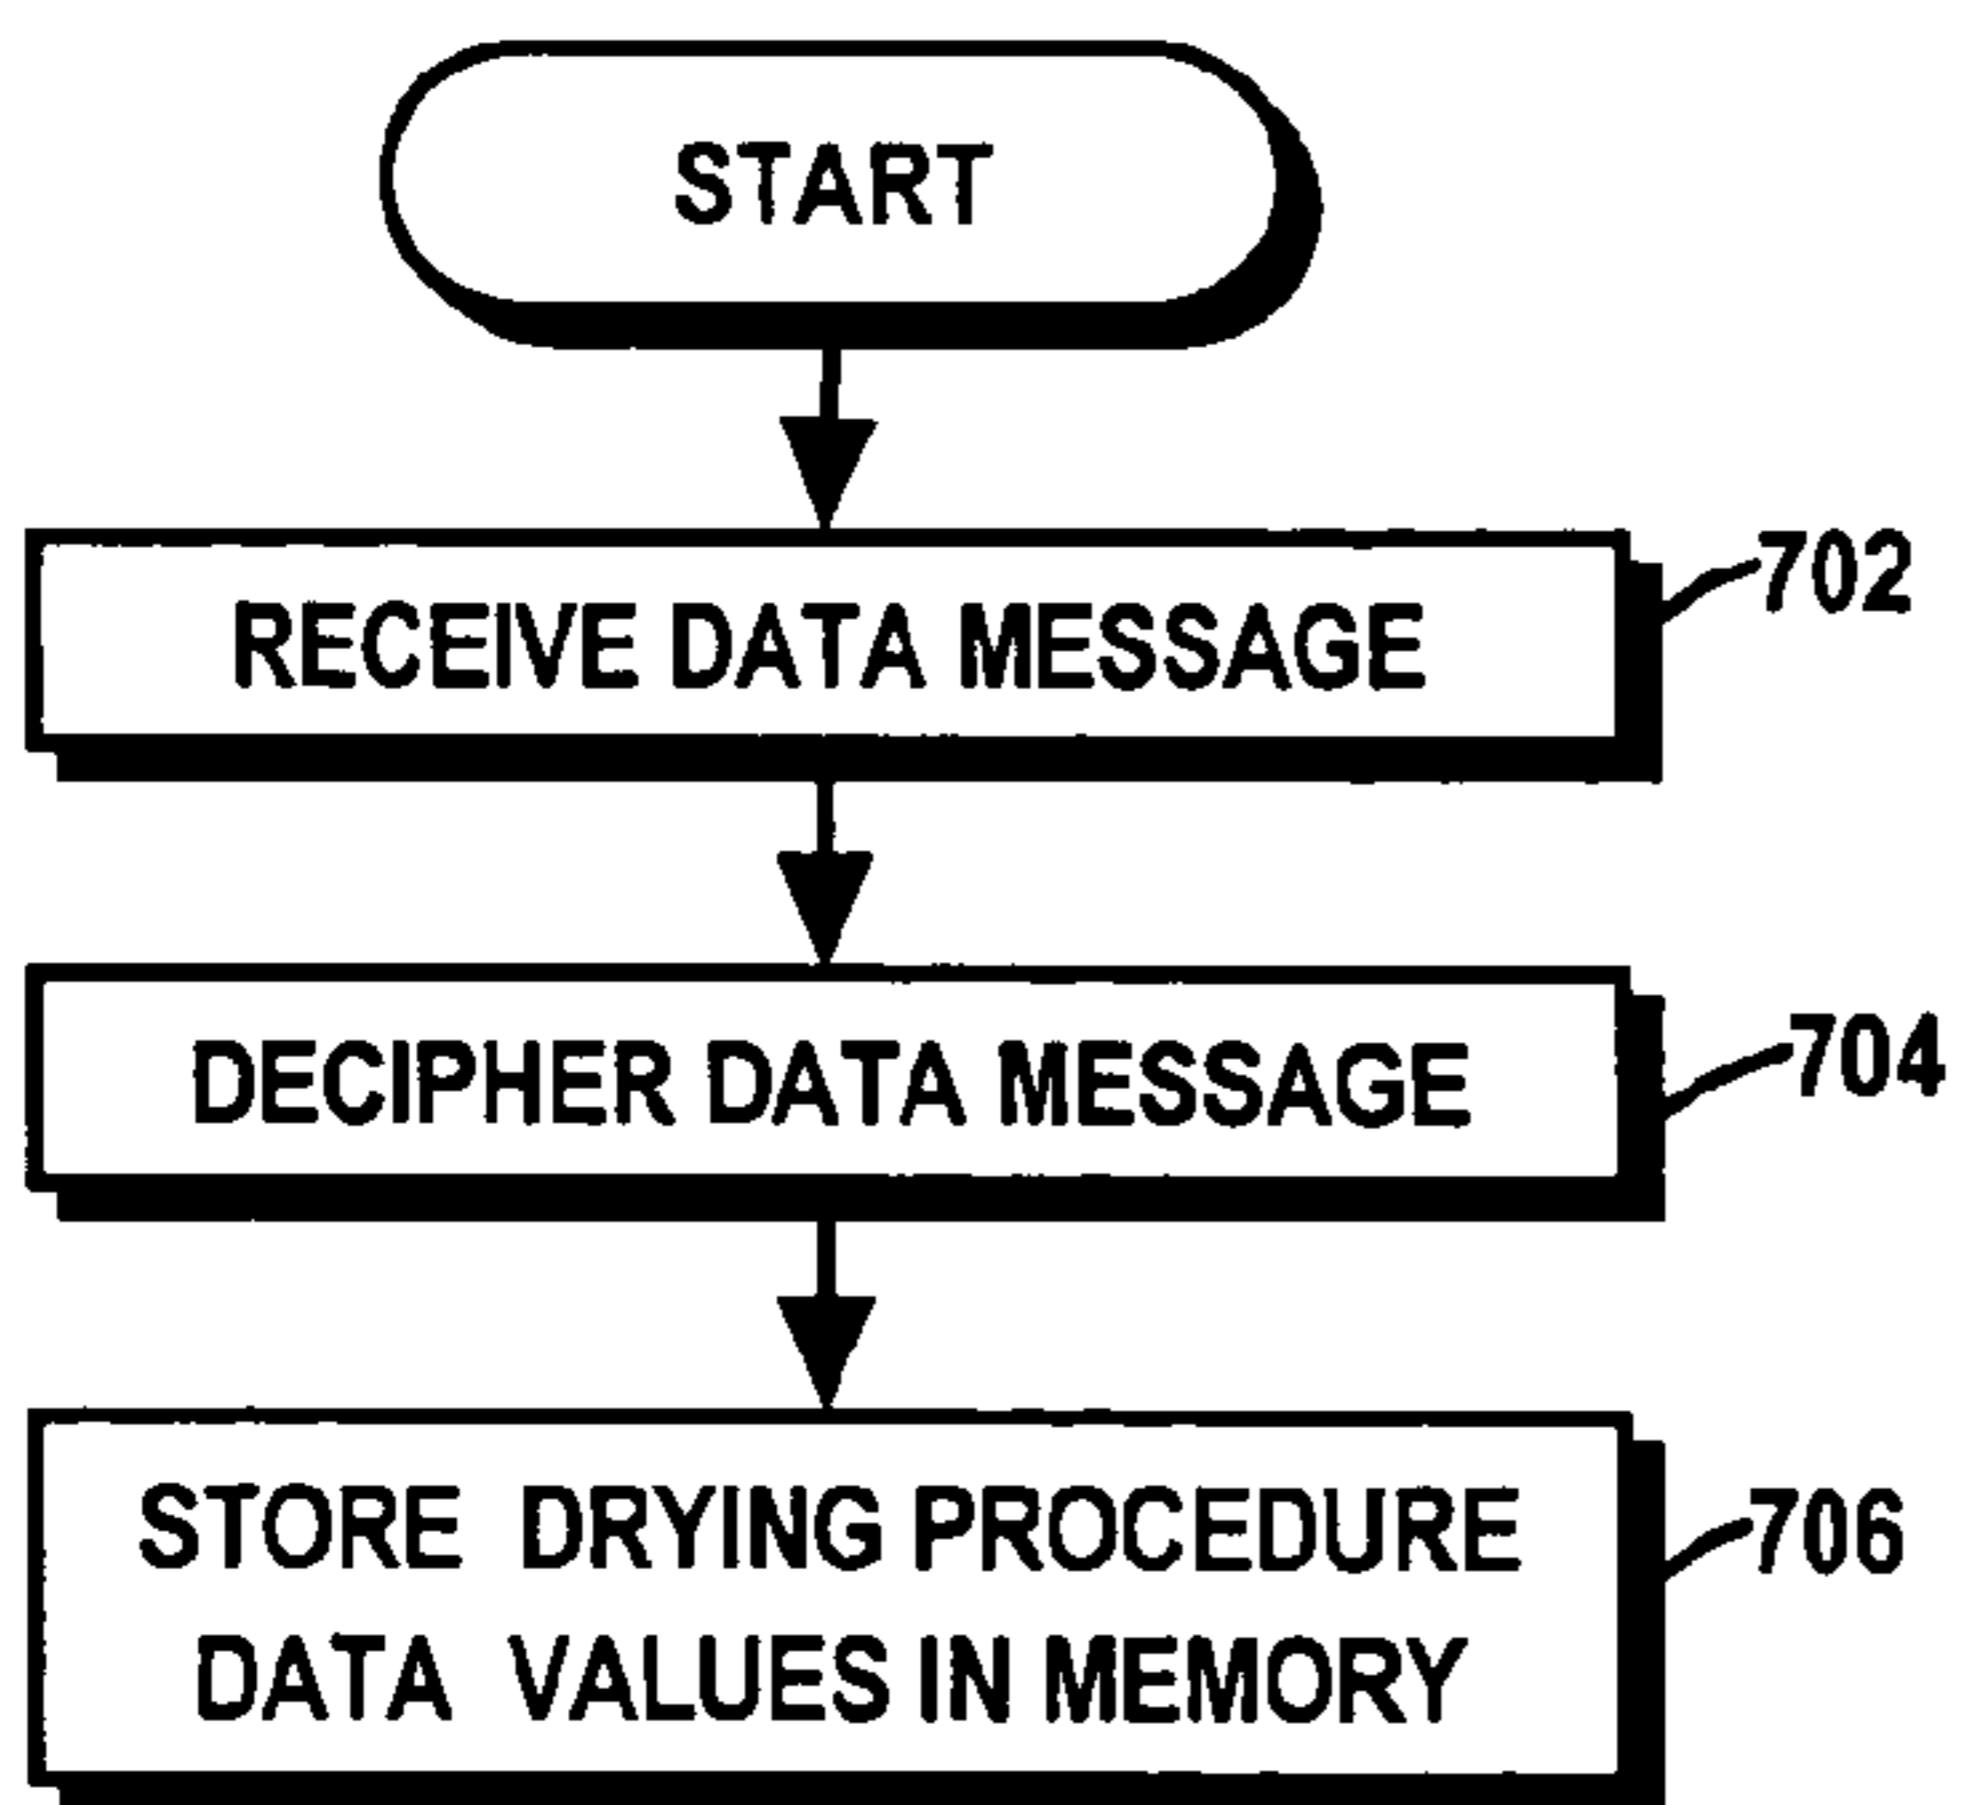 START
RECEIVE DATA MESSAGE
702
DECIPHER DATA MESSAGE
704
STORE DRYING PROCEDURE
DATA VALUES IN MEMORY
706